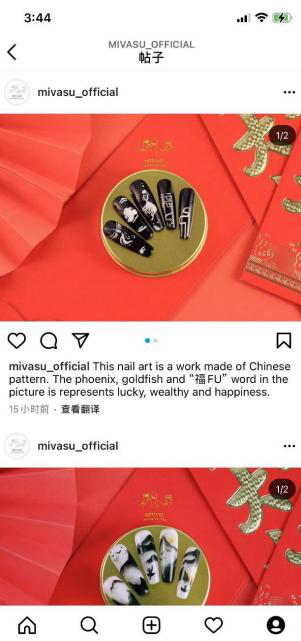 3:44
MIVASU_OFFICIAL
帖子
mivasu_official
1/2
MIVASU
mivasu_official This nail art is a work made of Chinese
pattern. The phoenix, goldfish and “福FU” word in the
picture is represents lucky, wealthy and happiness.
15小时前 · 查看翻译
mivasu_official
1/2
MIVASU